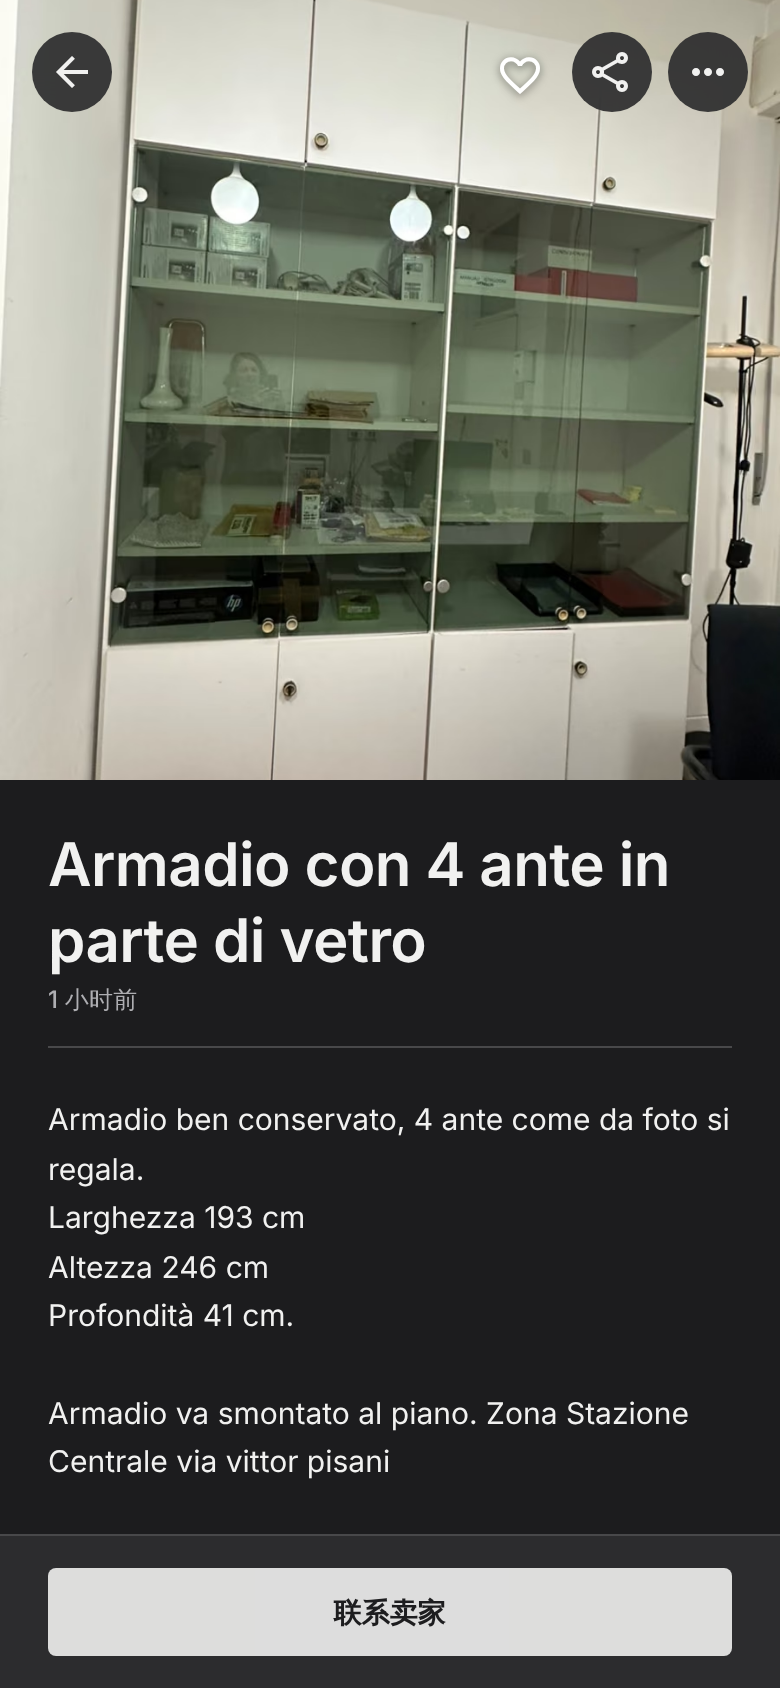 hp
Armadio con 4 ante in
parte di vetro
1 小时前
Armadio ben conservato, 4 ante come da foto si
regala.
Larghezza 193 cm
Altezza 246 cm
Profondità 41 cm.
Armadio va smontato al piano. Zona Stazione
Centrale via vittor pisani
联系卖家